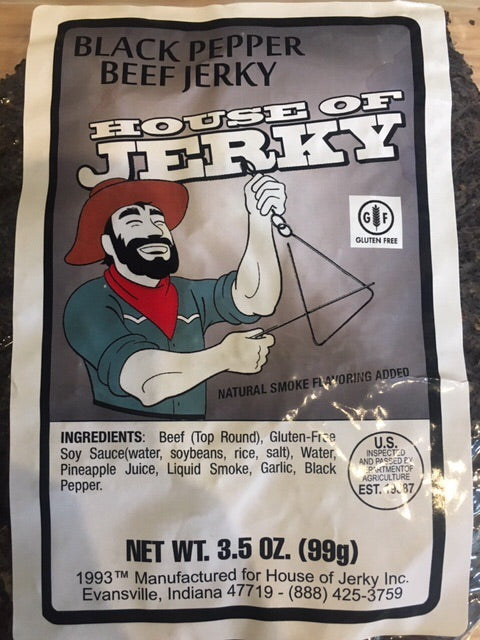 BLACK PEPPER
BEEF JERKY
HOUSE OF
JERKY
G F
GLUTEN FREE
NATURAL SMOKE FLAVORING ADDED
INGREDIENTS: Beef (Top Round), Gluten-Free
Soy Sauce(water, soybeans, rice, salt), Water,
Pineapple Juice, Liquid Smoke, Garlic, Black
Pepper.
U.S.
INSPECTED
AND PASSED BY
DEPARTMENT OF
AGRICULTURE
EST.
NET WT. 3.5 OZ. (99g)
1993™ Manufactured for House of Jerky Inc.
Evansville, Indiana 47719 - (888) 425-3759